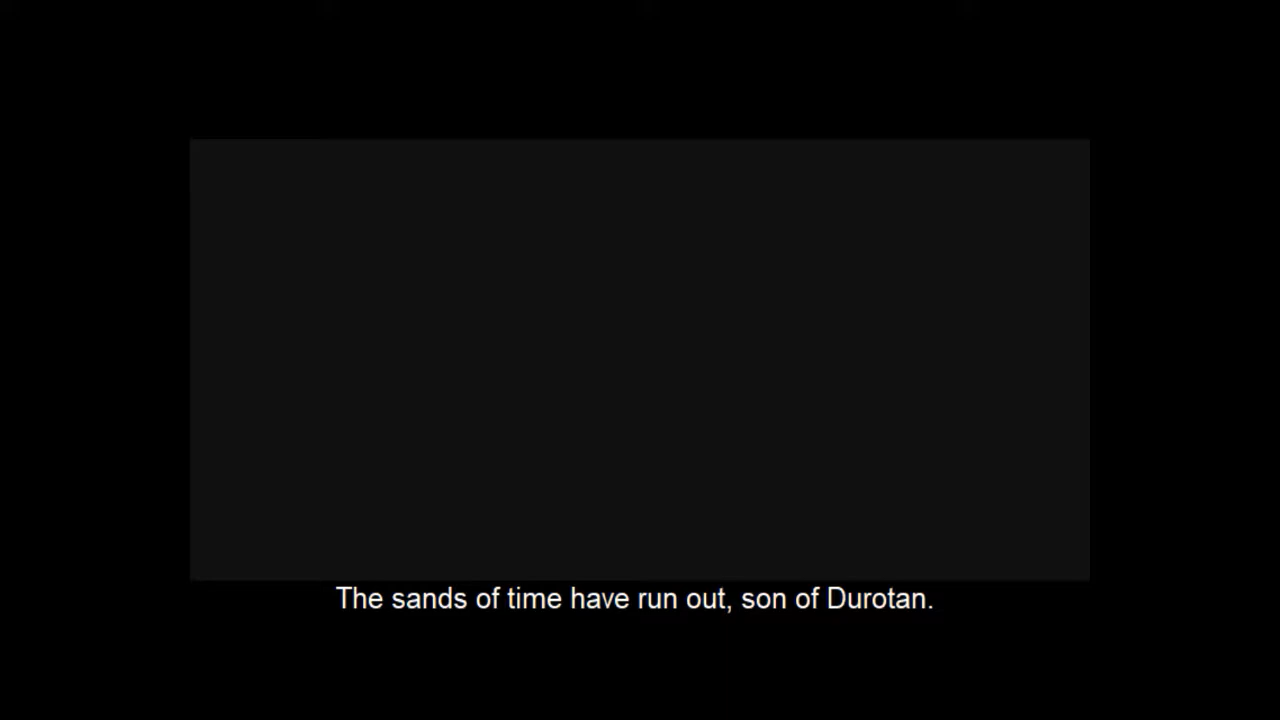 The sands of time have run out, son of Durotan.